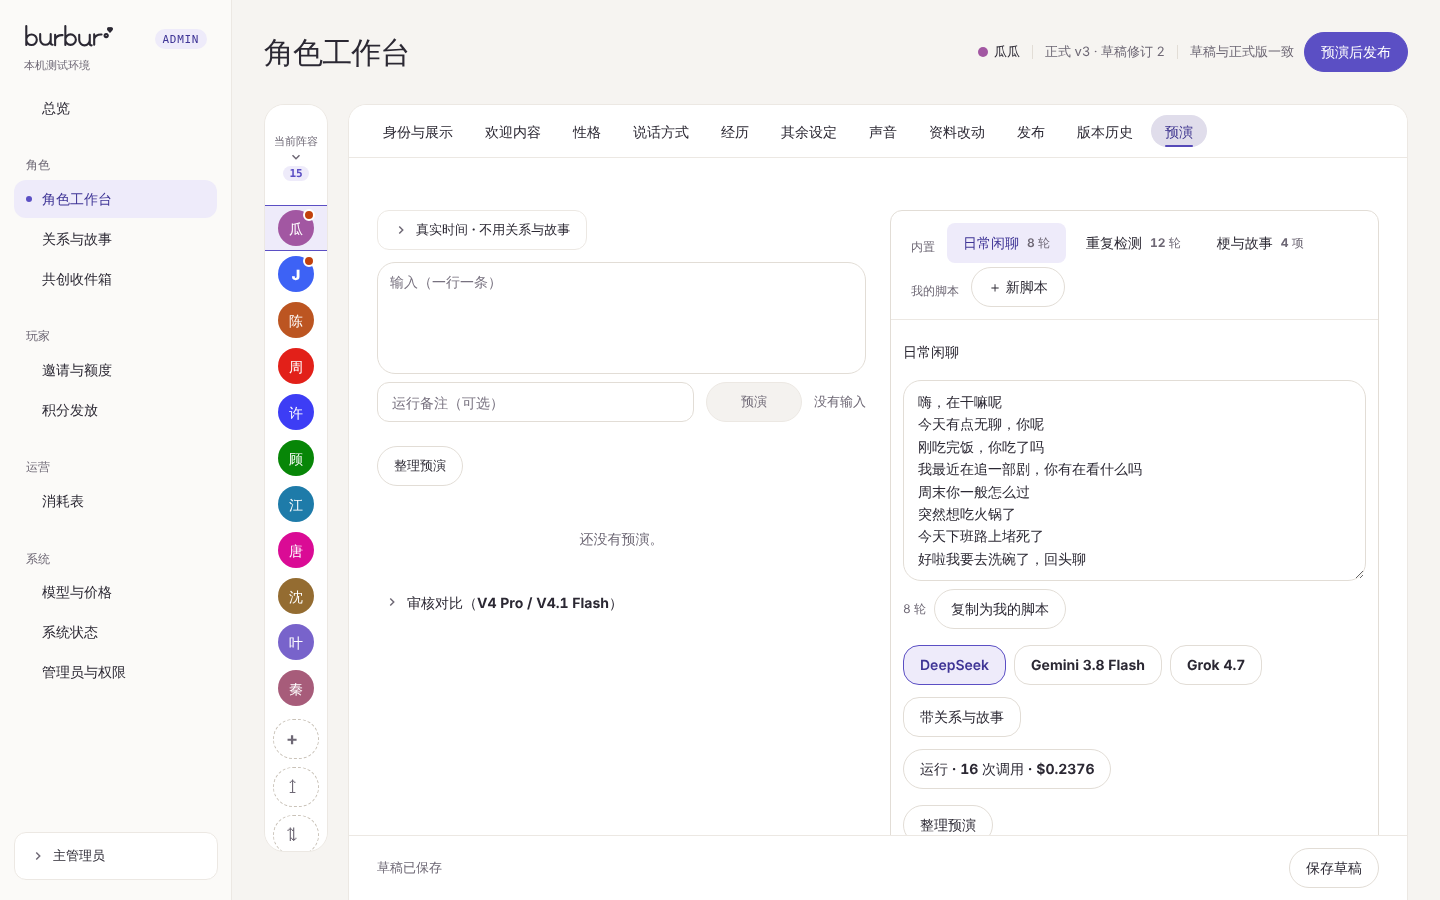 burbur
ADMIN
本机测试环境
总览
角色
角色工作台
关系与故事
共创收件箱
玩家
邀请与额度
积分发放
运营
消耗表
系统
模型与价格
系统状态
管理员与权限
主管理员
角色工作台
瓜瓜
正式 v3 · 草稿修订 2
草稿与正式版一致
预演后发布
当前阵容
15
瓜
J
陈
周
许
顾
江
唐
沈
叶
秦
+
↥
⇅
身份与展示
欢迎内容
性格
说话方式
经历
其余设定
声音
资料改动
发布
版本历史
预演
真实时间 · 不用关系与故事
输入（一行一条）
运行备注（可选）
预演
没有输入
整理预演
还没有预演。
审核对比（V4 Pro / V4.1 Flash）
内置
日常闲聊 8 轮
重复检测 12 轮
梗与故事 4 项
我的脚本
＋ 新脚本
日常闲聊
嗨，在干嘛呢
今天有点无聊，你呢
刚吃完饭，你吃了吗
我最近在追一部剧，你有在看什么吗
周末你一般怎么过
突然想吃火锅了
今天下班路上堵死了
好啦我要去洗碗了，回头聊
8 轮
复制为我的脚本
DeepSeek
Gemini 3.8 Flash
Grok 4.7
带关系与故事
运行 · 16 次调用 · $0.2376
整理预演
草稿已保存
保存草稿